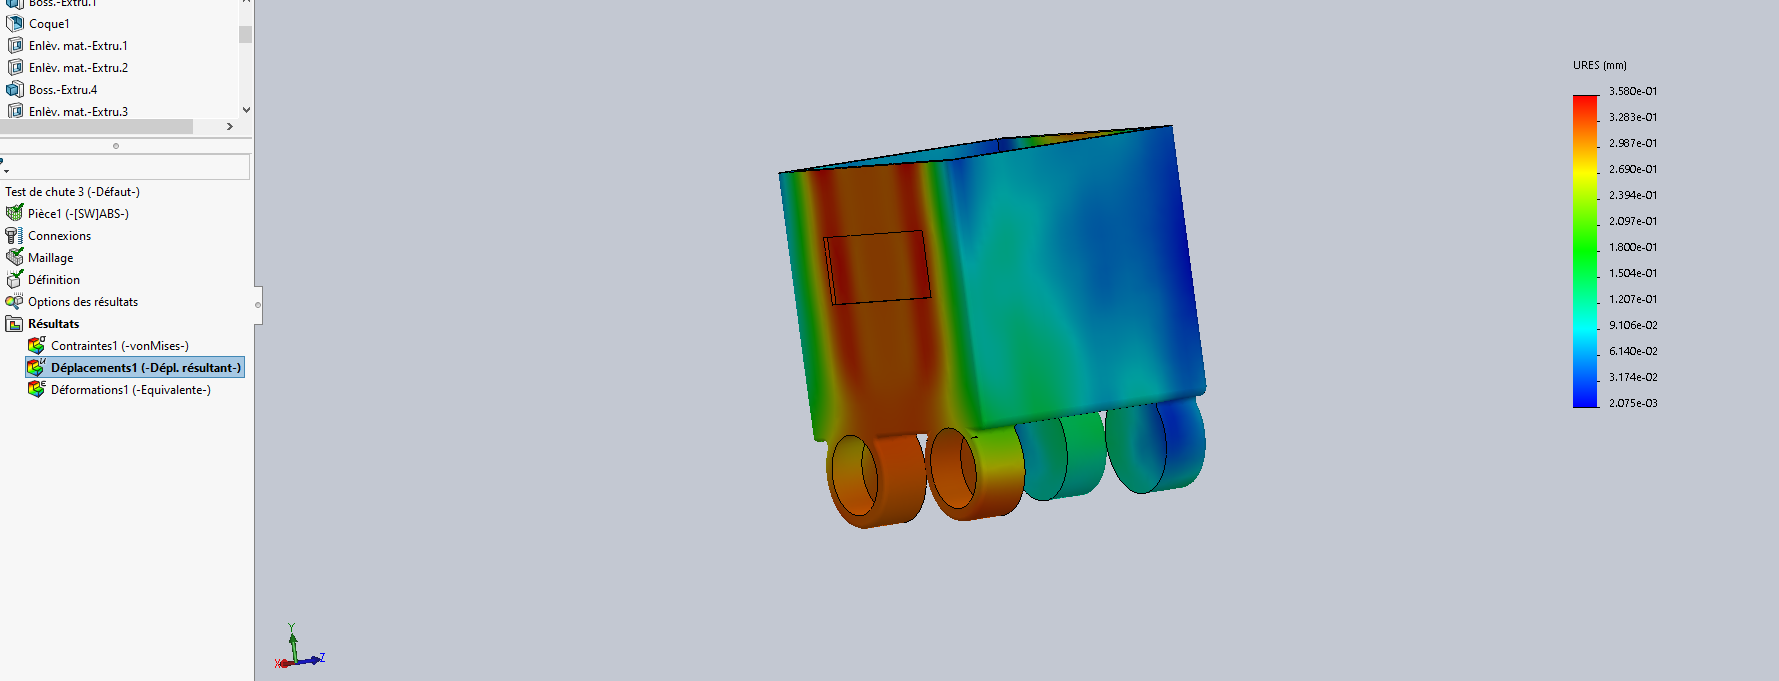 Boss.-Extru.1
Coque1
Enlèv. mat.-Extru.1
Enlèv. mat.-Extru.2
Boss.-Extru.4
Enlèv. mat.-Extru.3
Test de chute 3 (-Défaut-)
Pièce1 (-[SW]ABS-)
Connexions
Maillage
Définition
Options des résultats
Résultats
Contraintes1 (-vonMises-)
Déplacements1 (-Dépl. résultant-)
Déformations1 (-Equivalente-)
URES (mm)
3.580e-01
3.283e-01
2.987e-01
2.690e-01
2.394e-01
2.097e-01
1.800e-01
1.504e-01
1.207e-01
9.106e-02
6.140e-02
3.174e-02
2.075e-03
Y
X
Z